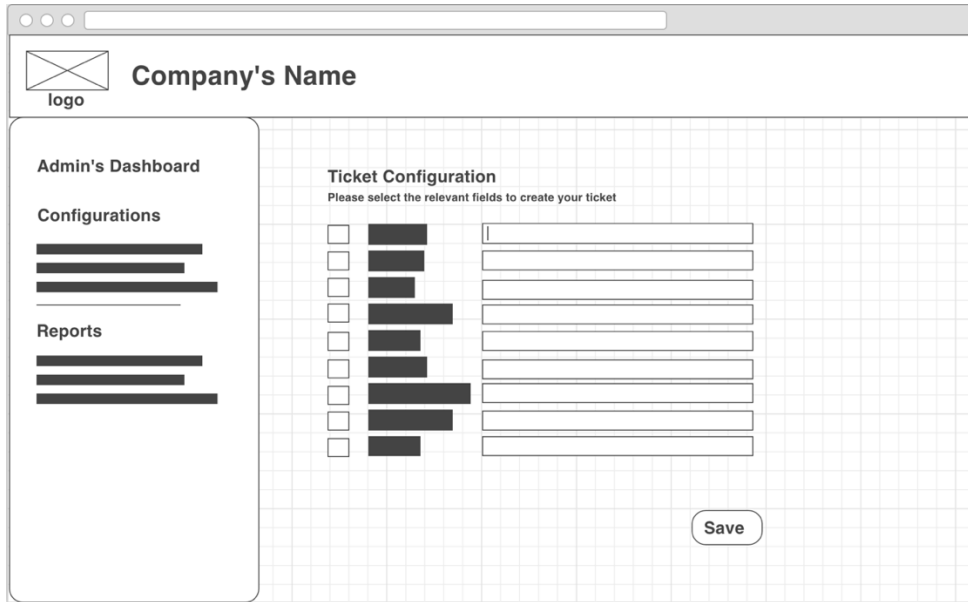 Company's Name
logo
Admin's Dashboard
Configurations
Reports
Ticket Configuration
Please select the relevant fields to create your ticket
Save